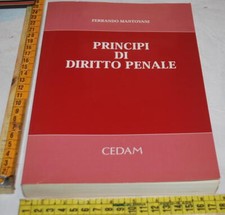 FERRANDO MANTOVANI
PRINCIPI
DI
DIRITTO PENALE
CEDAM